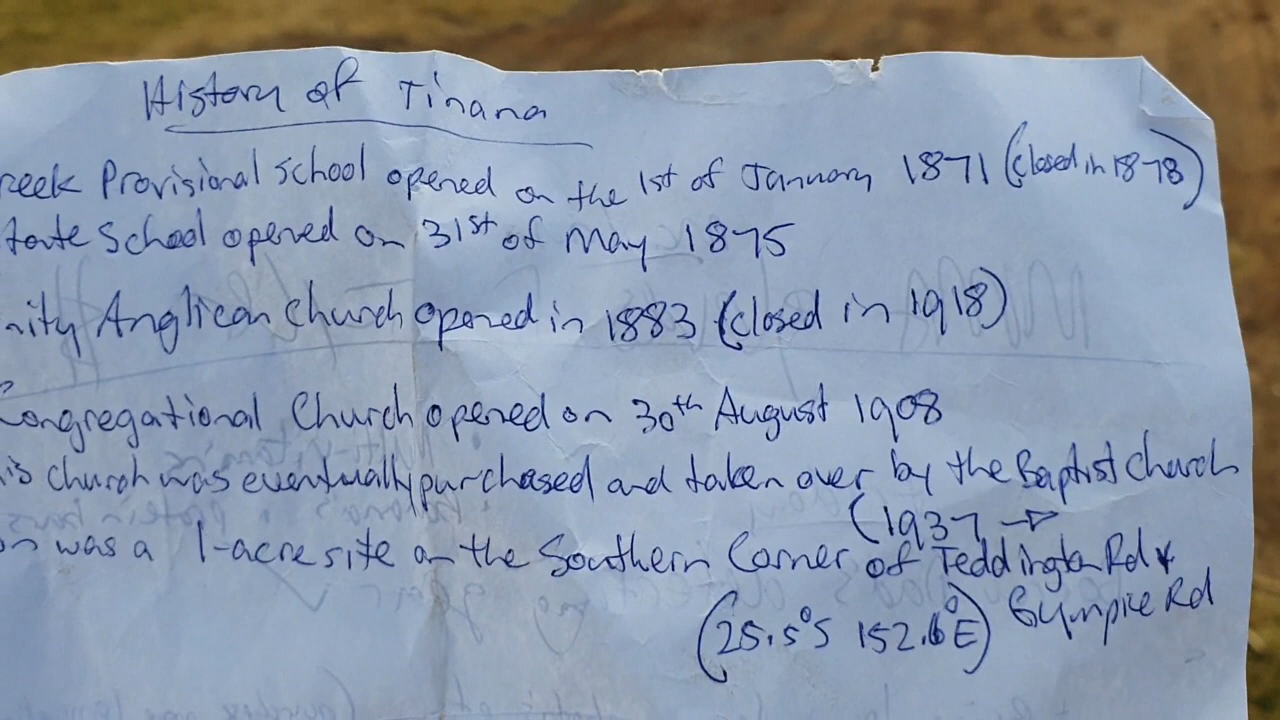 History of Tinana
reek Provisional School opened on the 1st of January 1871 (closed in 1878)
tate School opened on 31st of May 1875
nity Anglican Church opened in 1883 (closed in 1918)
Congregational Church opened on 30th August 1908
is church was eventually purchased and taken over by the Baptist Church
(1937 →
on was a 1-acre site on the Southern Corner of Teddington Rd &
Gympie Rd
(25.5°S 152.6°E)